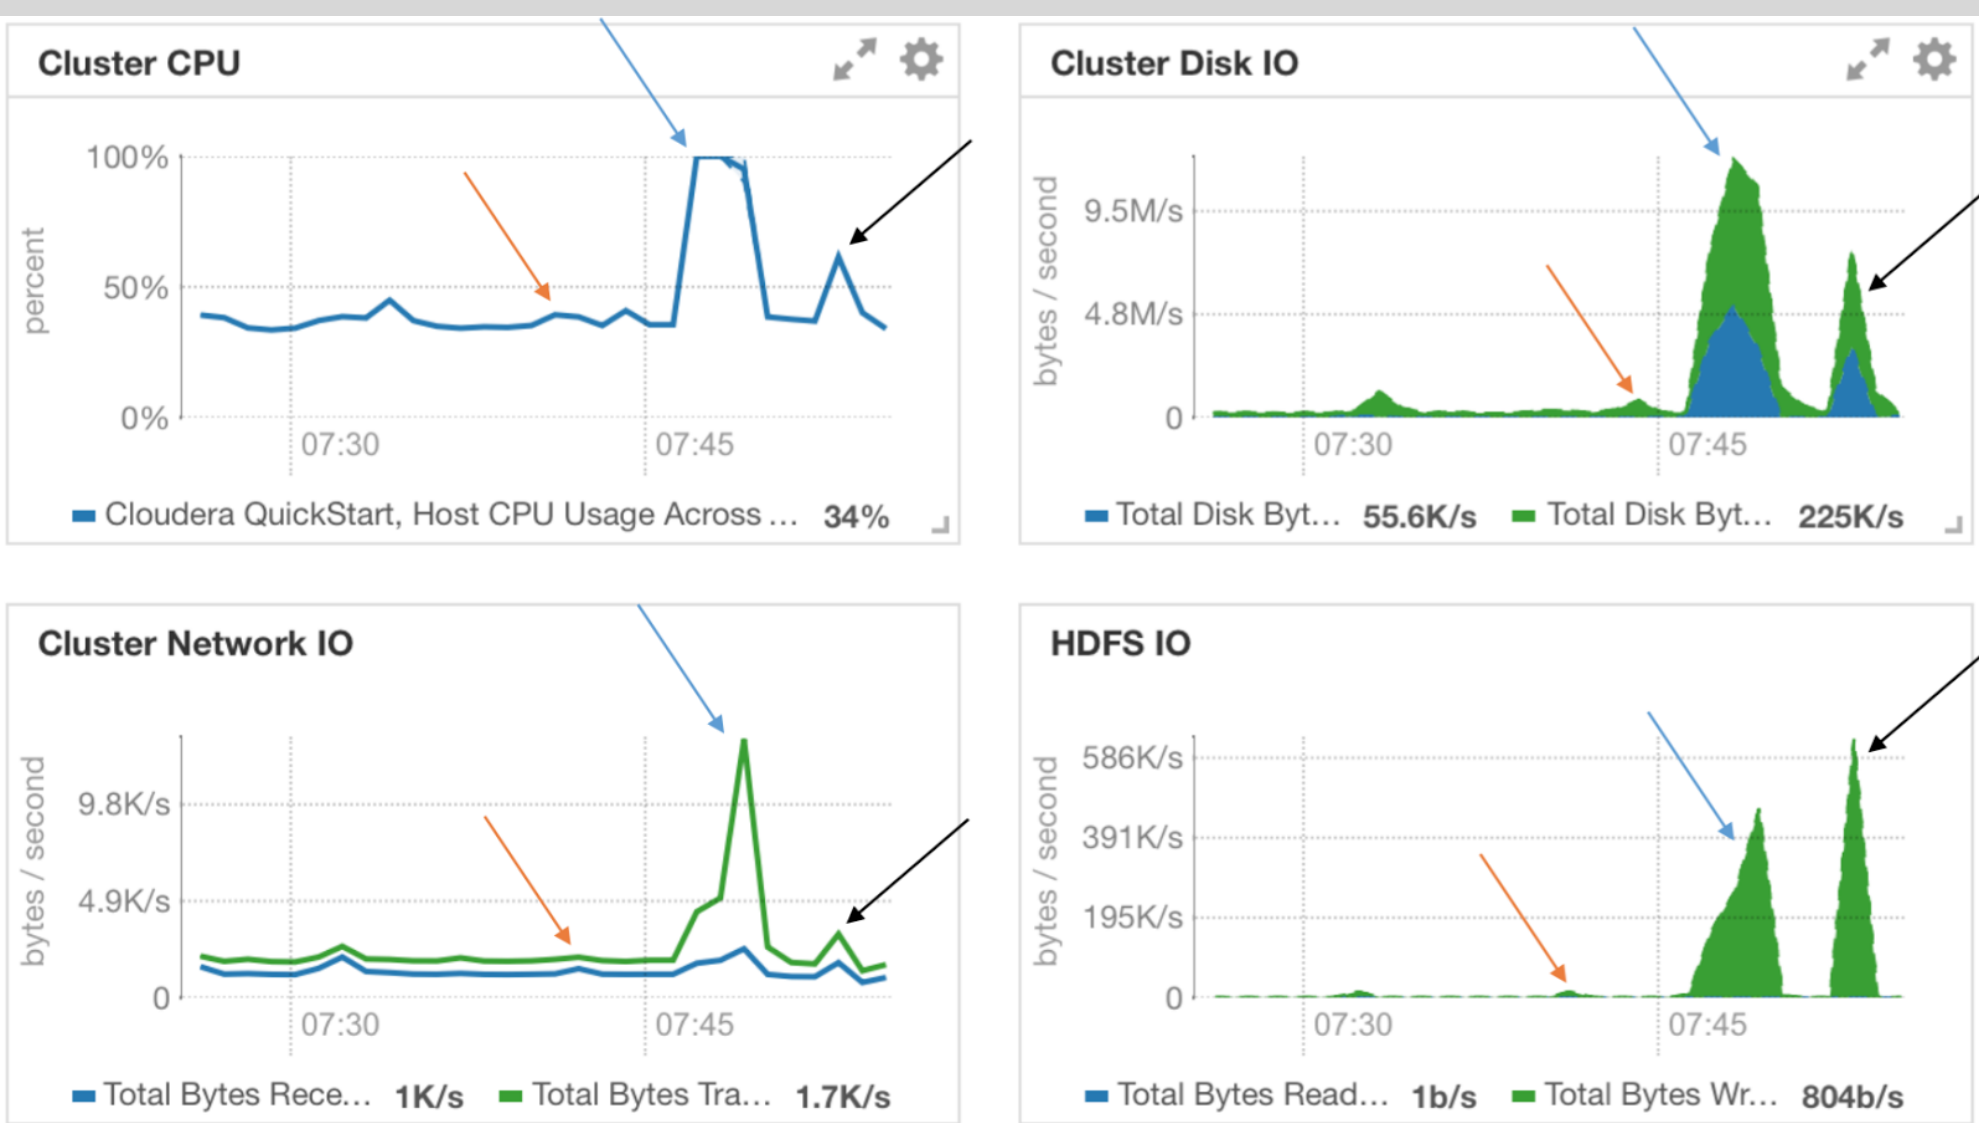 Cluster CPU
percent
100%
50%
0%
07:30
07:45
Cloudera QuickStart, Host CPU Usage Across ... 34%
Cluster Disk IO
bytes / second
9.5M/s
4.8M/s
0
07:30
07:45
Total Disk Byt... 55.6K/s Total Disk Byt... 225K/s
Cluster Network IO
bytes / second
9.8K/s
4.9K/s
0
07:30
07:45
Total Bytes Rece... 1K/s Total Bytes Tra... 1.7K/s
HDFS IO
bytes / second
586K/s
391K/s
195K/s
0
07:30
07:45
Total Bytes Read... 1b/s Total Bytes Wr... 804b/s